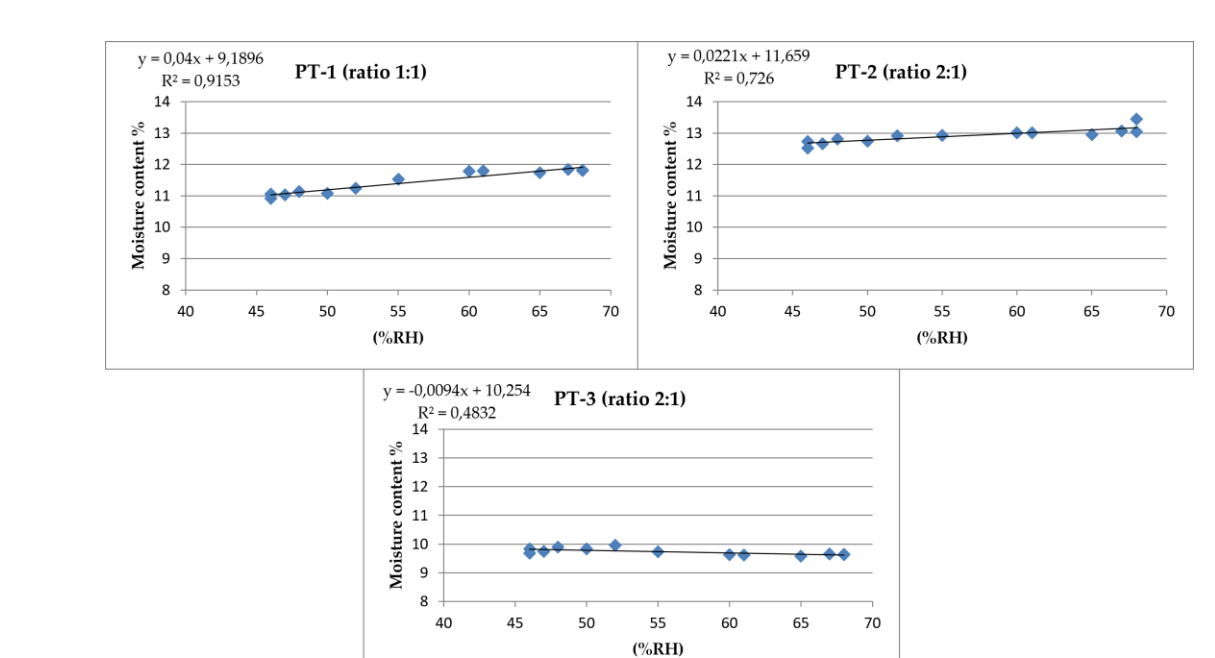 y = 0,04x + 9,1896
R² = 0,9153
PT-1 (ratio 1:1)
14
13
12
11
10
9
8
Moisture content %
40 45 50 55 60 65 70
(%RH)
y = 0,0221x + 11,659
R² = 0,726
PT-2 (ratio 2:1)
14
13
12
11
10
9
8
Moisture content %
40 45 50 55 60 65 70
(%RH)
y = -0,0094x + 10,254
R² = 0,4832
PT-3 (ratio 2:1)
14
13
12
11
10
9
8
Moisture content %
40 45 50 55 60 65 70
(%RH)